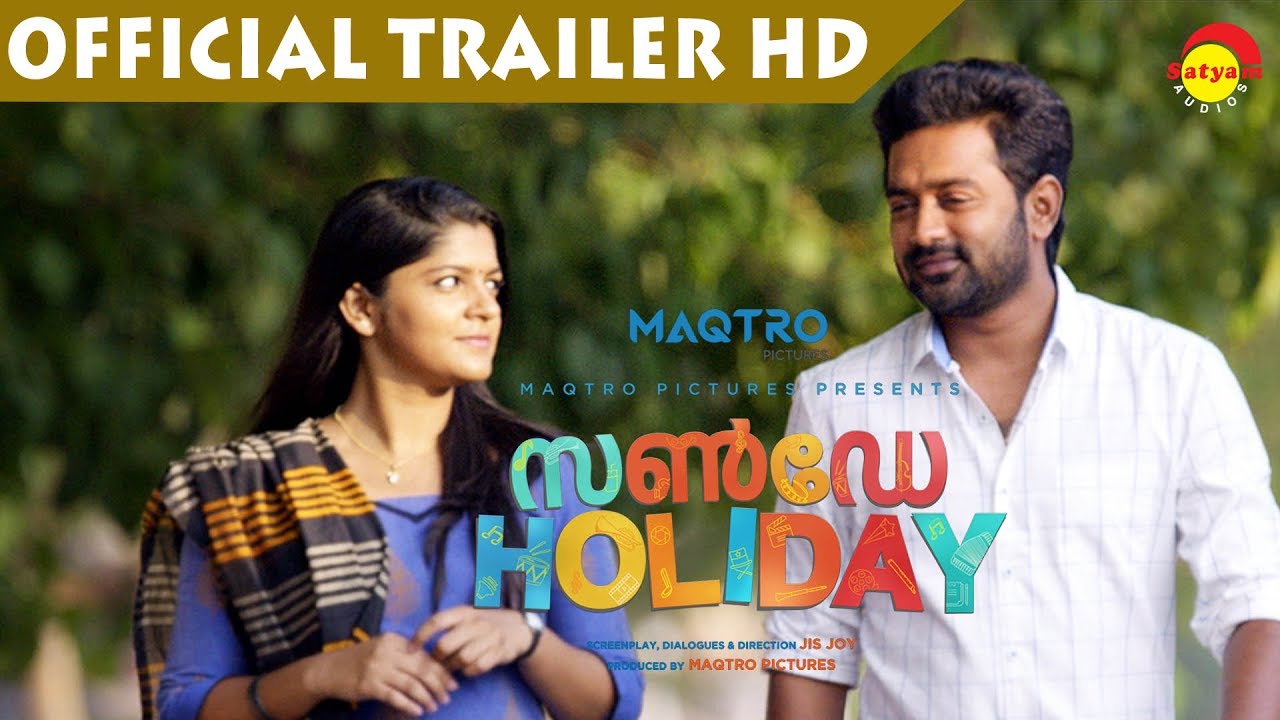 OFFICIAL TRAILER HD
Satyam
AUDIOS
MAQTRO
PICTURES
MAQTRO PICTURES PRESENTS
സൺഡേ
HOLIDAY
SCREENPLAY, DIALOGUES & DIRECTION JIS JOY
PRODUCED BY MAQTRO PICTURES